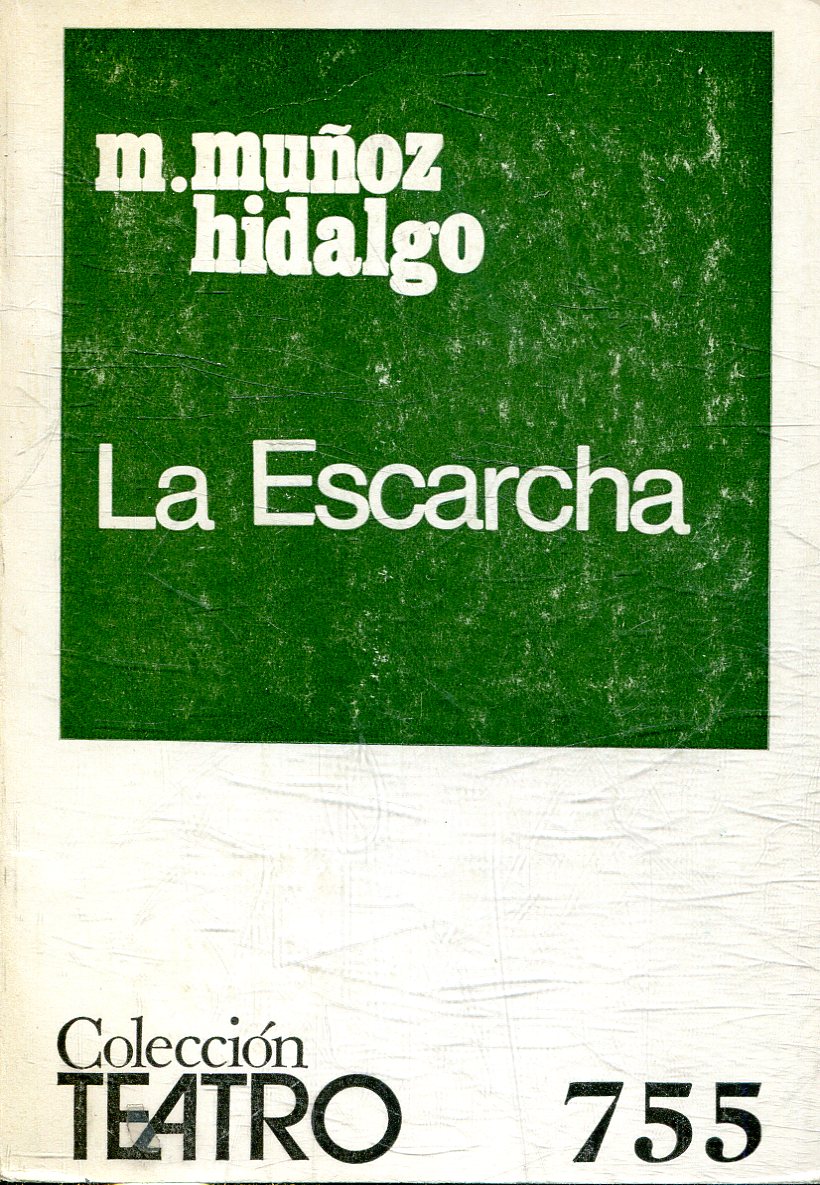 m. muñoz
hidalgo
La Escarcha
Colección
TEATRO
755